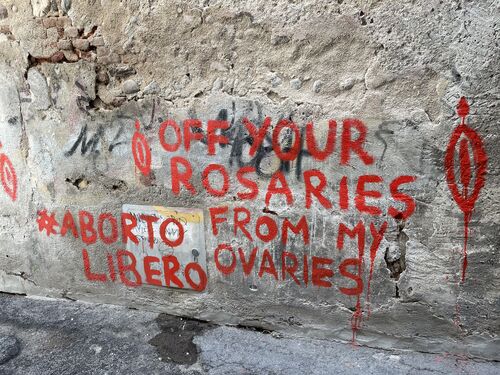 OFF YOUR
ROSARIES
FROM MY
OVARIES
#ABORTO
LIBERO